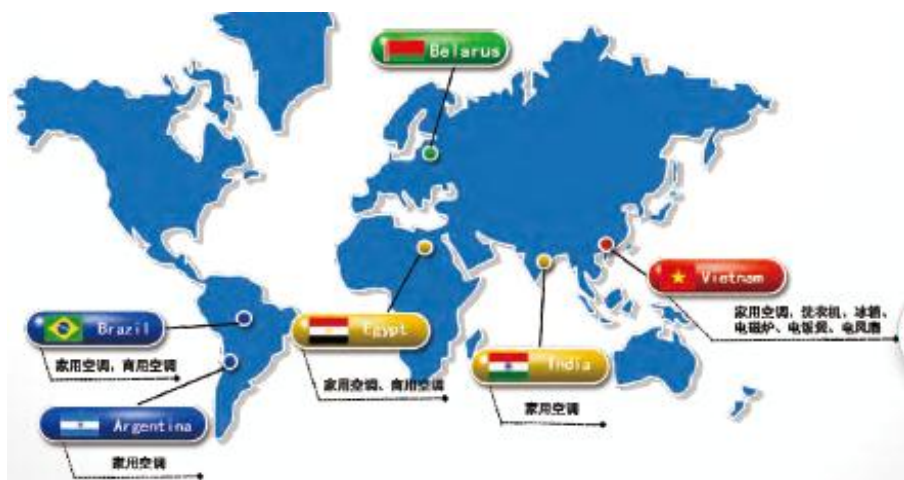 Belarus
Vietnam
家用空调，洗衣机，冰箱、
电磁炉、电饭煲、电风扇
Brazil
家用空调，商用空调
Egypt
家用空调、商用空调
India
家用空调
Argentina
家用空调